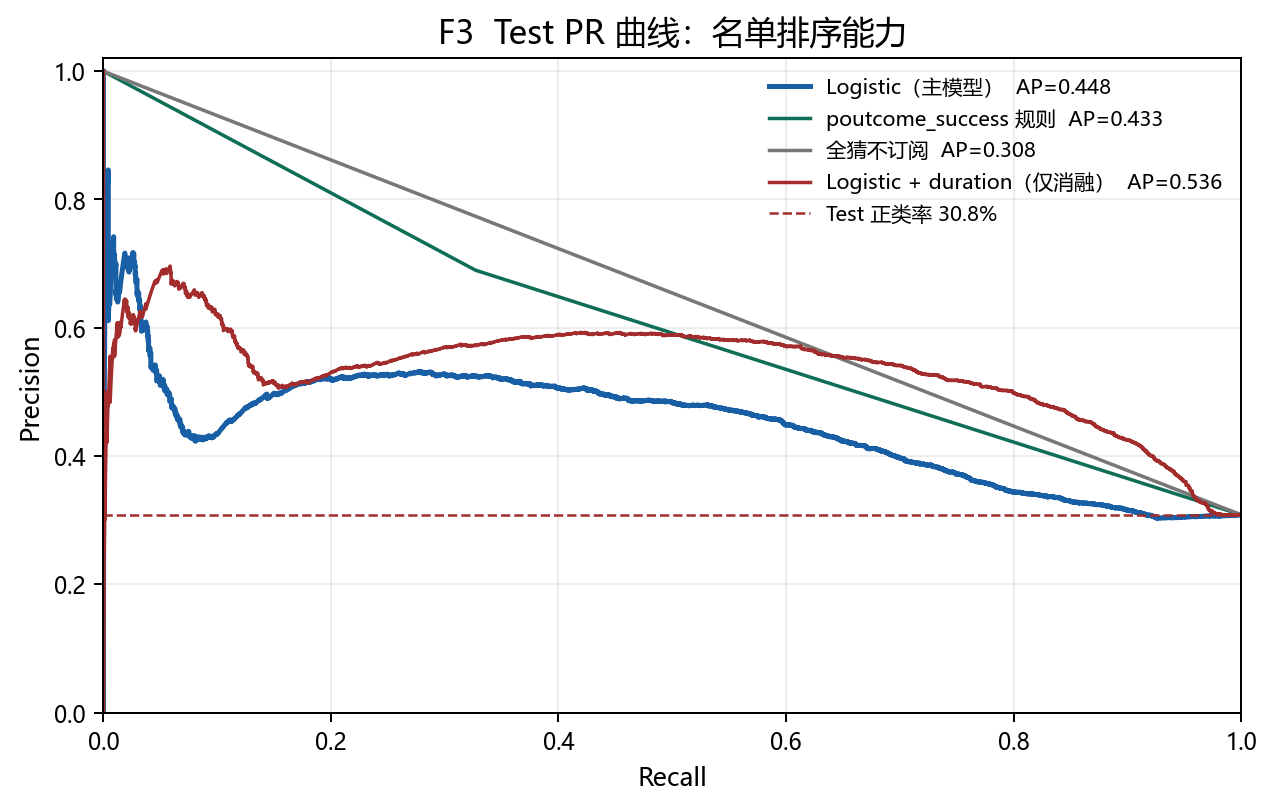 F3 Test PR 曲线：名单排序能力
Logistic（主模型） AP=0.448
poutcome_success 规则 AP=0.433
全猜不订阅 AP=0.308
Logistic + duration（仅消融） AP=0.536
Test 正类率 30.8%
Precision
1.0
0.8
0.6
0.4
0.2
0.0
0.0 0.2 0.4 0.6 0.8 1.0
Recall